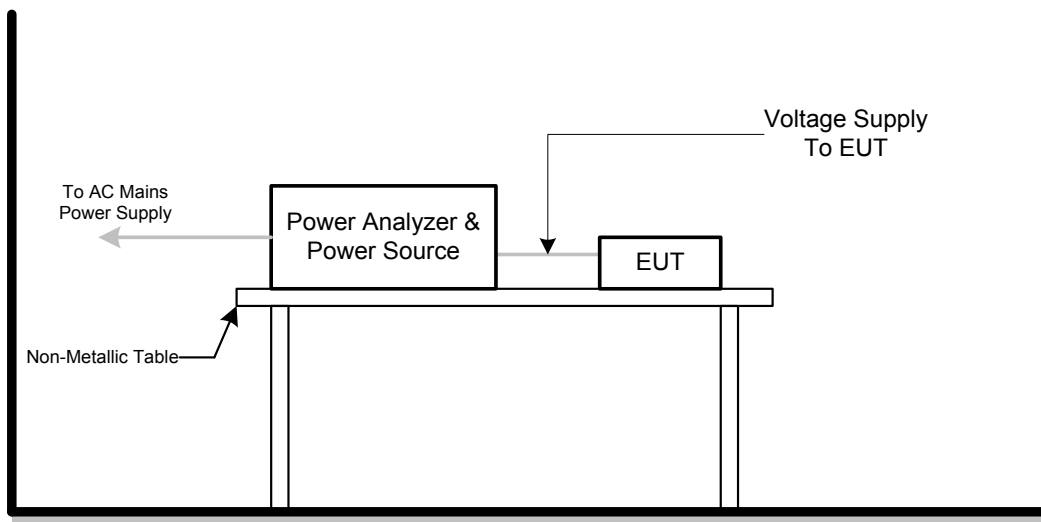 Voltage Supply
To EUT
To AC Mains
Power Supply
Power Analyzer &
Power Source
EUT
Non-Metallic Table